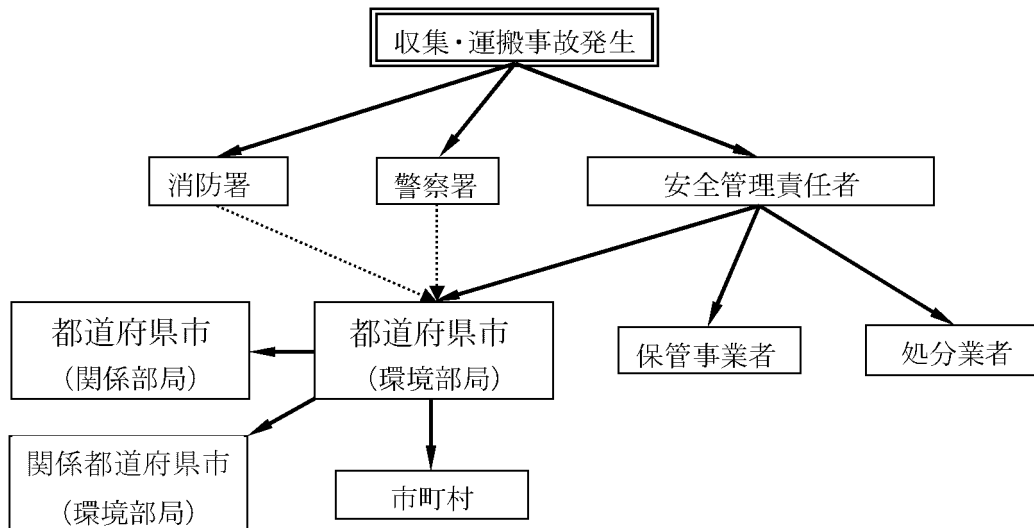 収集・運搬事故発生
消防署
警察署
安全管理責任者
都道府県市
（関係部局）
都道府県市
（環境部局）
保管事業者
処分業者
関係都道府県市
（環境部局）
市町村